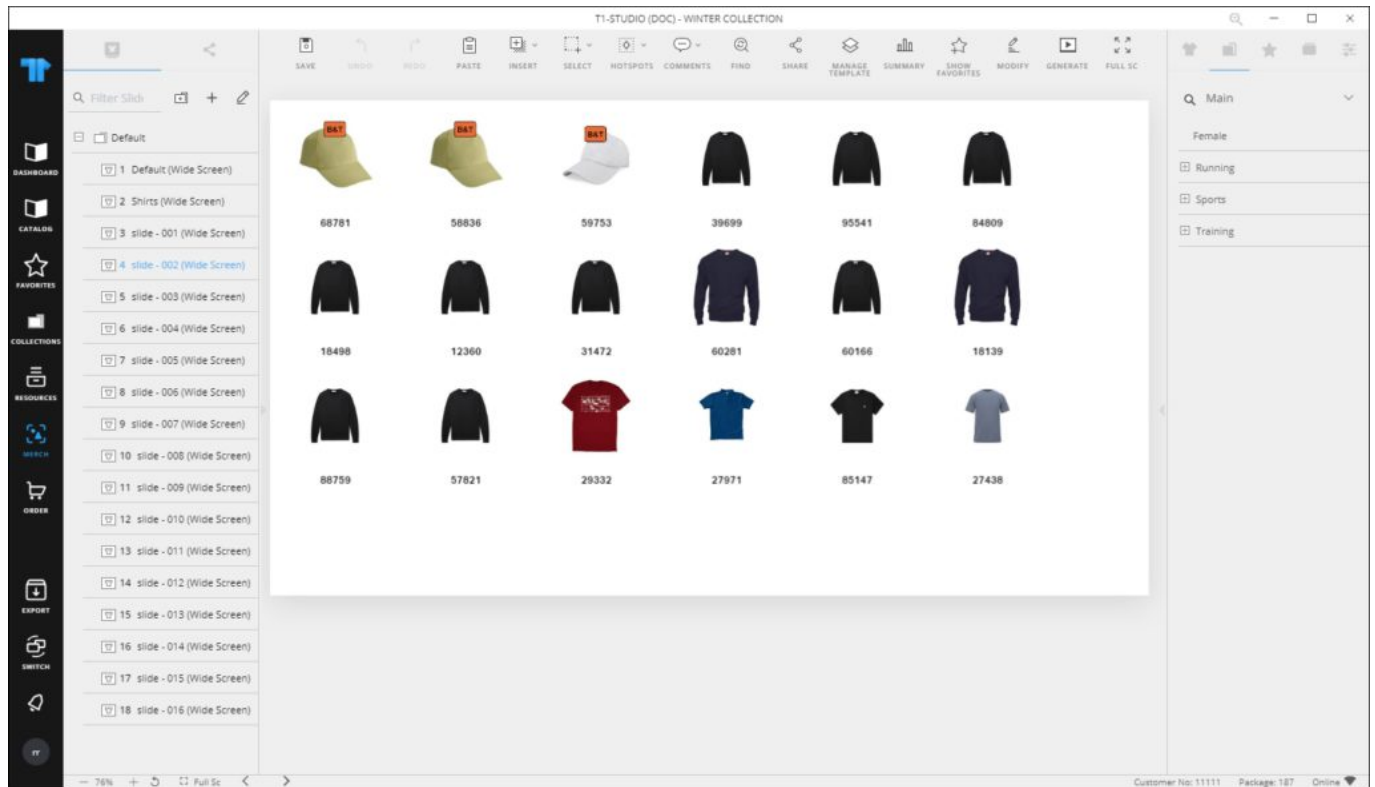 T1-STUDIO (DOC) - WINTER COLLECTION
SAVE UNDO REDO PASTE INSERT SELECT HOTSPOTS COMMENTS FIND SHARE MANAGE TEMPLATE SUMMARY SHOW FAVORITES MODIFY GENERATE FULL SC
Filter Slid
Main
Default
Female
1 Default (Wide Screen)
Running
2 Shirts (Wide Screen)
Sports
3 slide - 001 (Wide Screen)
Training
4 slide - 002 (Wide Screen)
5 slide - 003 (Wide Screen)
6 slide - 004 (Wide Screen)
7 slide - 005 (Wide Screen)
8 slide - 006 (Wide Screen)
9 slide - 007 (Wide Screen)
10 slide - 008 (Wide Screen)
11 slide - 009 (Wide Screen)
12 slide - 010 (Wide Screen)
13 slide - 011 (Wide Screen)
14 slide - 012 (Wide Screen)
15 slide - 013 (Wide Screen)
16 slide - 014 (Wide Screen)
17 slide - 015 (Wide Screen)
18 slide - 016 (Wide Screen)
DASHBOARD
CATALOG
FAVORITES
COLLECTIONS
RESOURCES
MERCH
ORDER
EXPORT
SWITCH
B&T B&T B&T
68781 58836 59753 39699 95541 84809
18498 12360 31472 60281 60166 18139
88759 57821 29332 27971 85147 27438
76% Full Sc
Customer No: 11111 Package: 187 Online